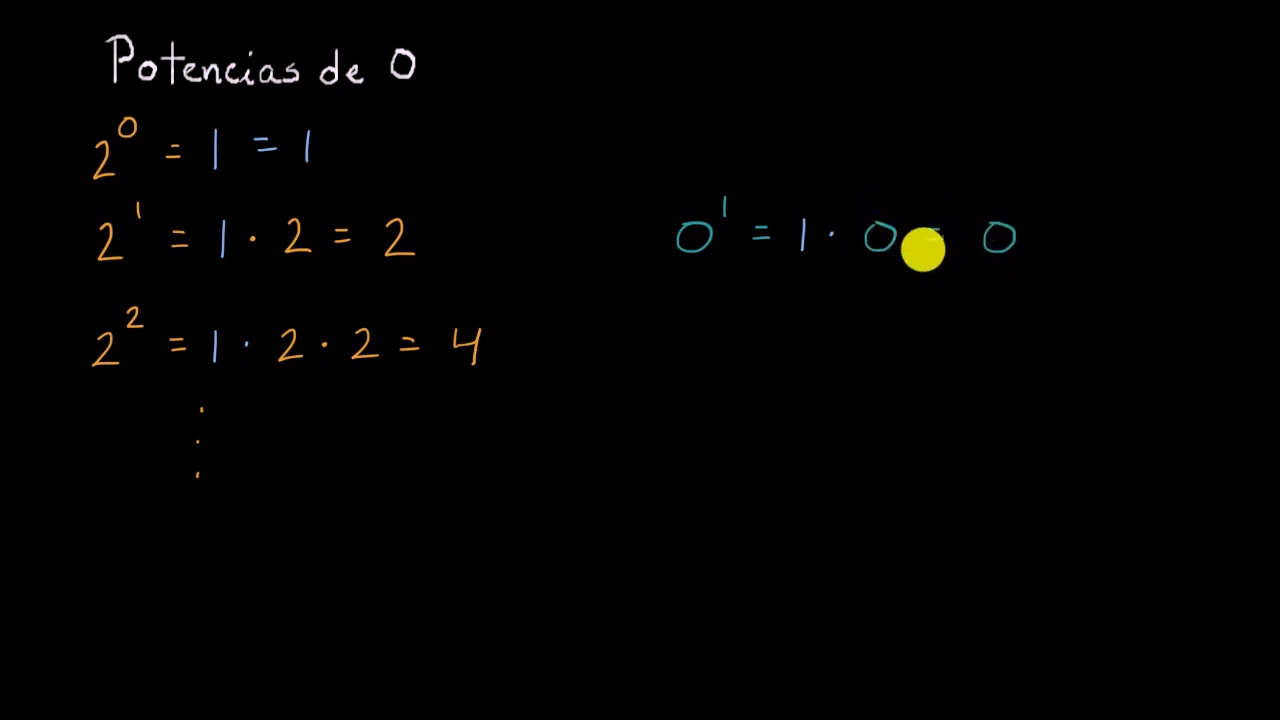 Potencias de 0
2⁰ = 1 = 1
2¹ = 1 · 2 = 2
0¹ = 1 · 0 = 0
2² = 1 · 2 · 2 = 4